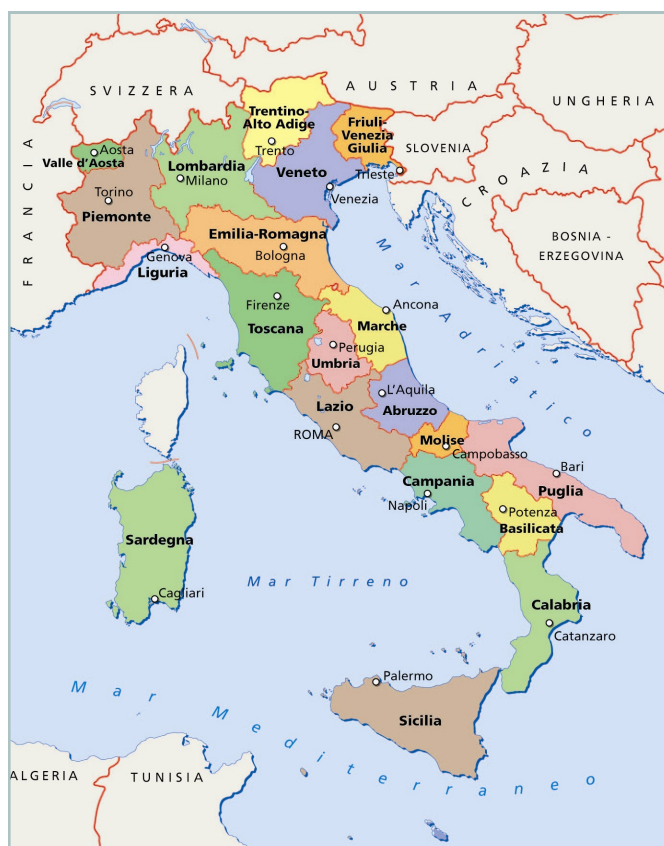 SVIZZERA
AUSTRIA
UNGHERIA
FRANCIA
SLOVENIA
CROAZIA
BOSNIA -
ERZEGOVINA
Trentino-
Alto Adige
Trento
Friuli-
Venezia
Giulia
Trieste
Aosta
Valle d'Aosta
Lombardia
Milano
Veneto
Venezia
Torino
Piemonte
Emilia-Romagna
Bologna
Genova
Liguria
Firenze
Toscana
Ancona
Marche
Perugia
Umbria
Mar Adriatico
L'Aquila
Abruzzo
Lazio
ROMA
Molise
Campobasso
Campania
Napoli
Bari
Puglia
Potenza
Basilicata
Sardegna
Cagliari
Mar Tirreno
Calabria
Catanzaro
Palermo
Sicilia
Mar Mediterraneo
ALGERIA
TUNISIA